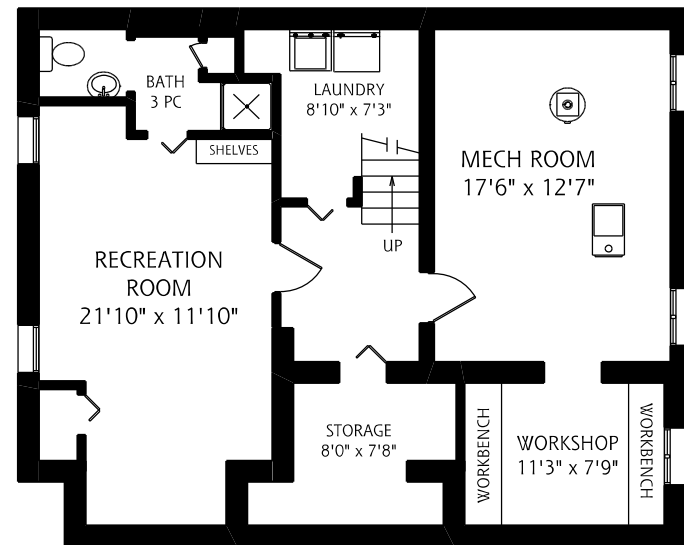 BATH
3 PC
LAUNDRY
8'10" x 7'3"
SHELVES
MECH ROOM
17'6" x 12'7"
UP
RECREATION
ROOM
21'10" x 11'10"
STORAGE
8'0" x 7'8"
WORKBENCH
WORKSHOP
11'3" x 7'9"
WORKBENCH